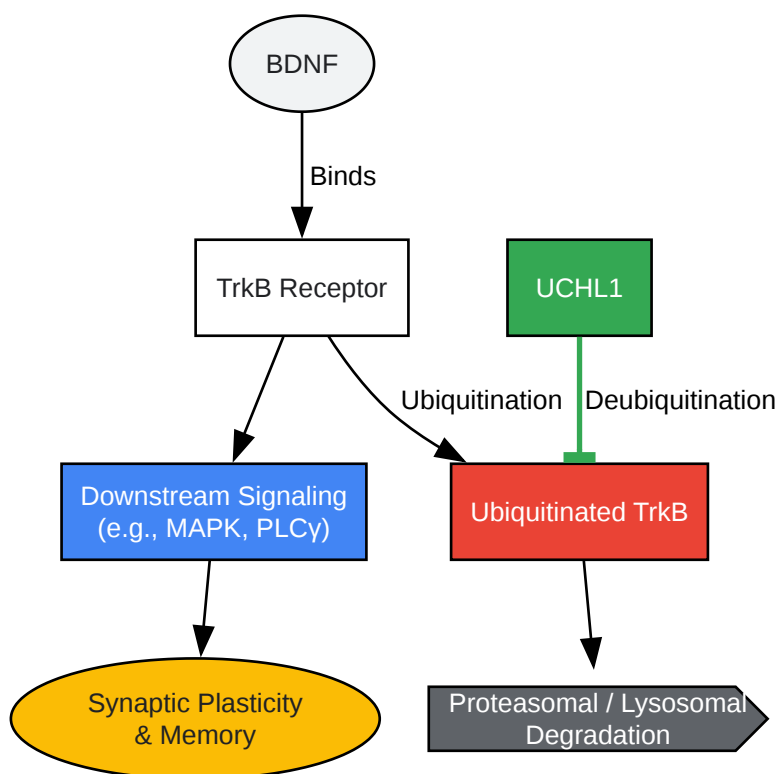 BDNF
Binds
TrkB Receptor
UCHL1
Ubiquitination
Deubiquitination
Downstream Signaling
(e.g., MAPK, PLCγ)
Ubiquitinated TrkB
Synaptic Plasticity
& Memory
Proteasomal / Lysosomal
Degradation